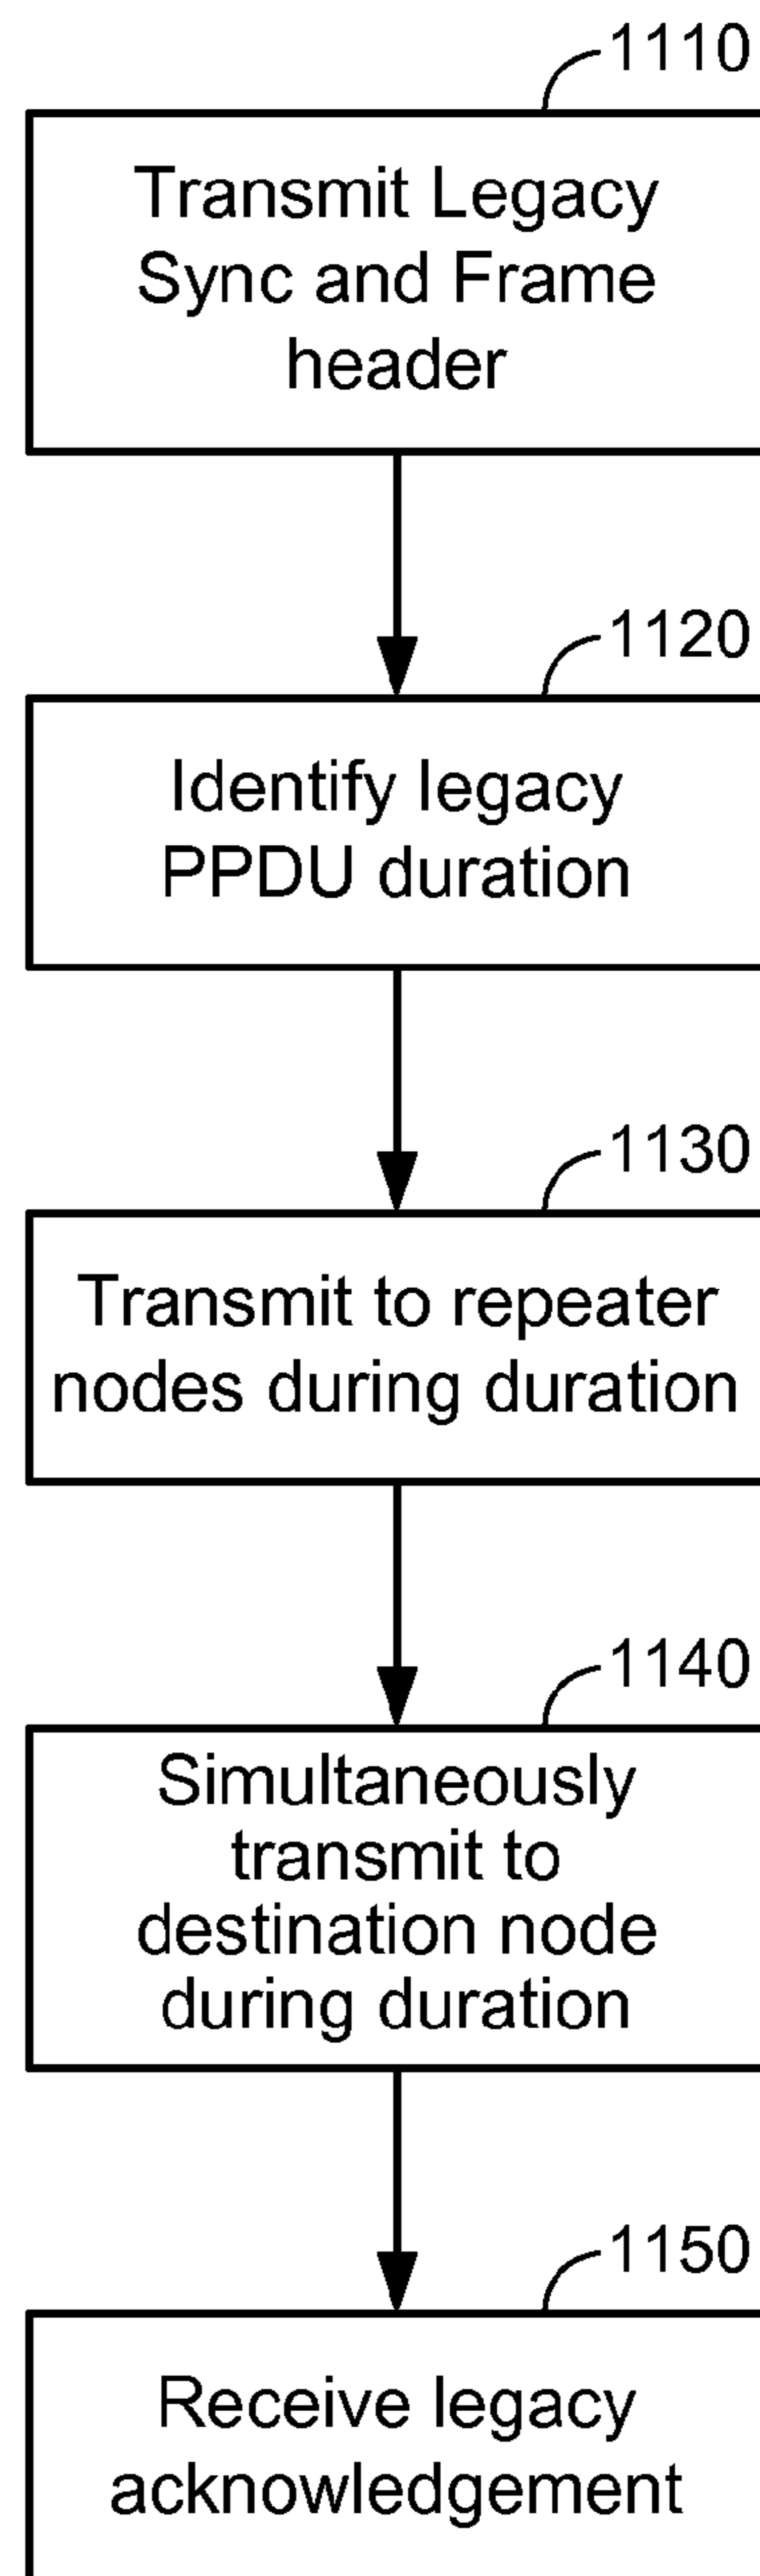 1110
Transmit Legacy
Sync and Frame
header
1120
Identify legacy
PPDU duration
1130
Transmit to repeater
nodes during duration
1140
Simultaneously
transmit to
destination node
during duration
1150
Receive legacy
acknowledgement